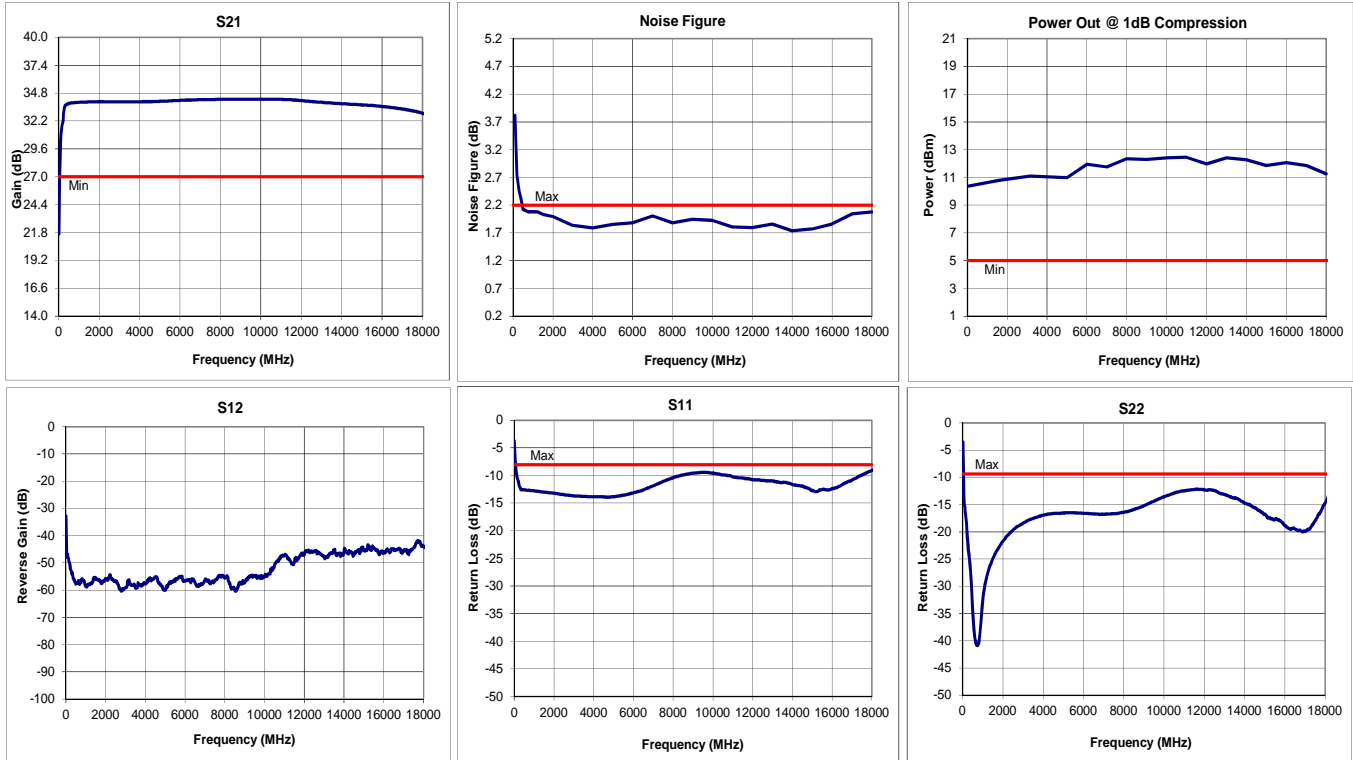 S21
Gain (dB)
40.0
37.4
34.8
32.2
29.6
27.0
24.4
21.8
19.2
16.6
14.0
Min
0 2000 4000 6000 8000 10000 12000 14000 16000 18000
Frequency (MHz)
Noise Figure
Noise Figure (dB)
5.2
4.7
4.2
3.7
3.2
2.7
2.2
1.7
1.2
0.7
0.2
Max
0 2000 4000 6000 8000 10000 12000 14000 16000 18000
Frequency (MHz)
Power Out @ 1dB Compression
Power (dBm)
21
19
17
15
13
11
9
7
5
3
1
Min
0 2000 4000 6000 8000 10000 12000 14000 16000 18000
Frequency (MHz)
S12
Reverse Gain (dB)
0
-10
-20
-30
-40
-50
-60
-70
-80
-90
-100
0 2000 4000 6000 8000 10000 12000 14000 16000 18000
Frequency (MHz)
S11
Return Loss (dB)
0
-5
-10
-15
-20
-25
-30
-35
-40
-45
-50
Max
0 2000 4000 6000 8000 10000 12000 14000 16000 18000
Frequency (MHz)
S22
Return Loss (dB)
0
-5
-10
-15
-20
-25
-30
-35
-40
-45
-50
Max
0 2000 4000 6000 8000 10000 12000 14000 16000 18000
Frequency (MHz)